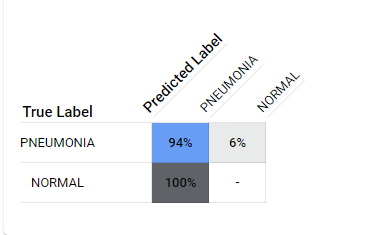 Predicted Label
PNEUMONIA
NORMAL
True Label
PNEUMONIA 94% 6%
NORMAL 100% -